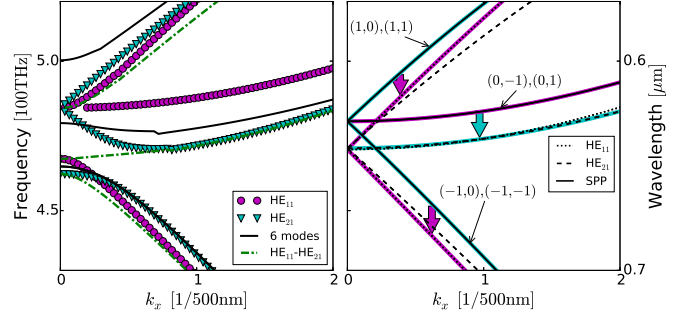 Frequency [100THz]
5.0
4.5
HE₁₁
HE₂₁
6 modes
HE₁₁-HE₂₁
0
1
2
kₓ [1/500nm]
(1,0),(1,1)
(0,−1),(0,1)
(−1,0),(−1,−1)
HE₁₁
HE₂₁
SPP
0
1
2
kₓ [1/500nm]
0.6
0.7
Wavelength [μm]